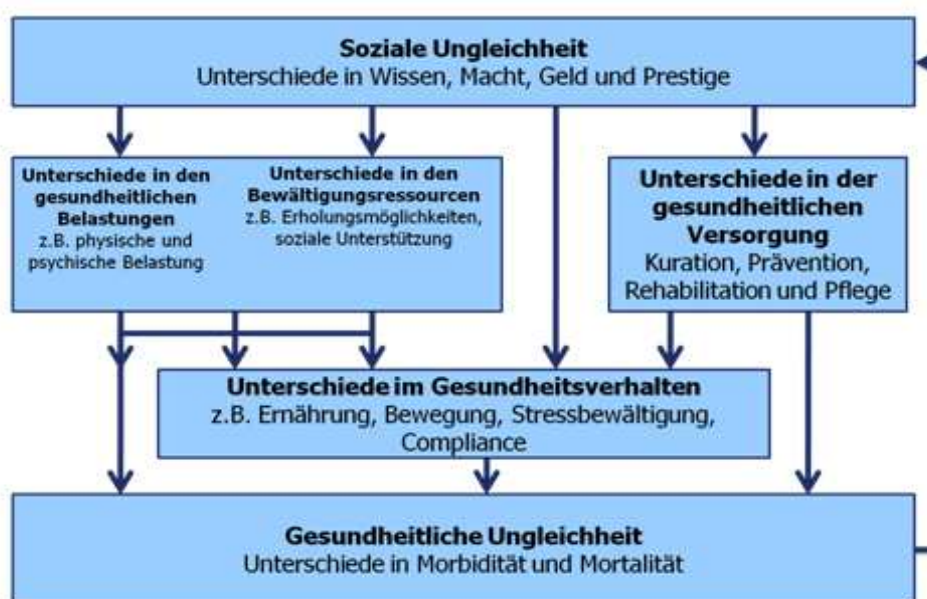 Soziale Ungleichheit
Unterschiede in Wissen, Macht, Geld und Prestige
Unterschiede in den
gesundheitlichen
Belastungen
z.B. physische und
psychische Belastung
Unterschiede in den
Bewältigungsressourcen
z.B. Erholungsmöglichkeiten,
soziale Unterstützung
Unterschiede in der
gesundheitlichen
Versorgung
Kuration, Prävention,
Rehabilitation und Pflege
Unterschiede im Gesundheitsverhalten
z.B. Ernährung, Bewegung, Stressbewältigung,
Compliance
Gesundheitliche Ungleichheit
Unterschiede in Morbidität und Mortalität